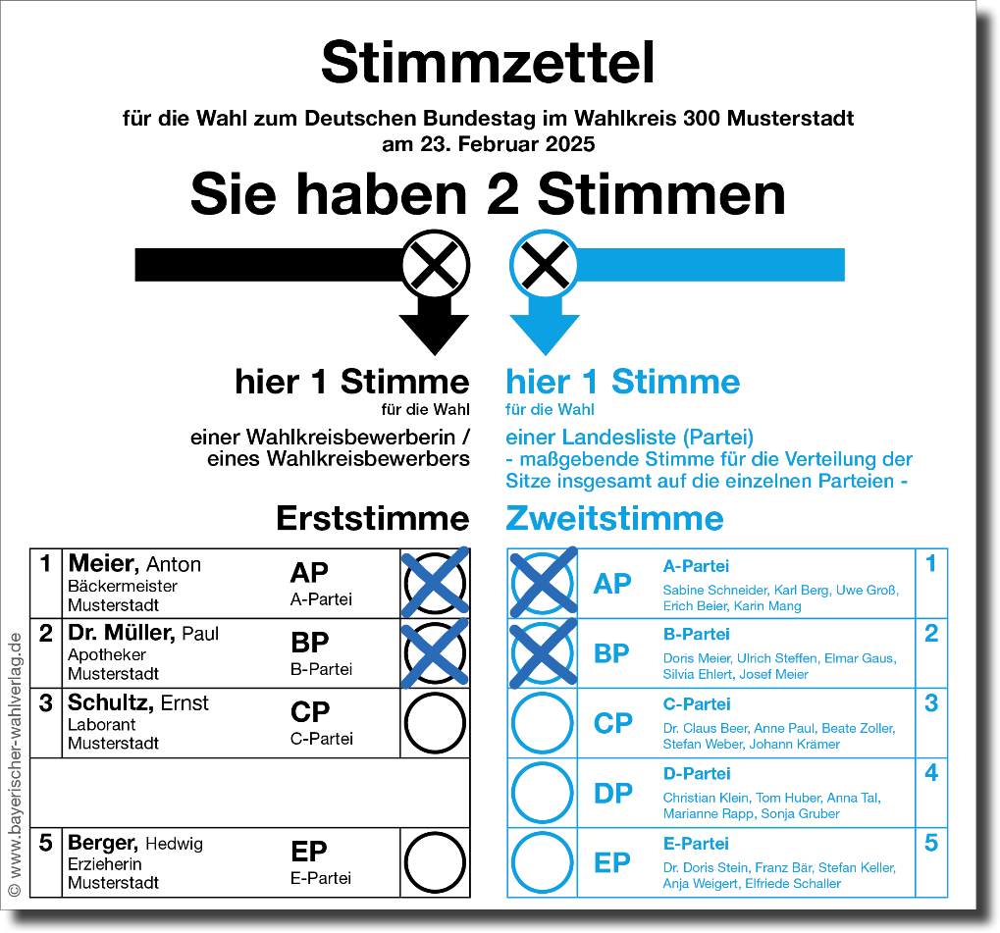 Stimmzettel
für die Wahl zum Deutschen Bundestag im Wahlkreis 300 Musterstadt
am 23. Februar 2025
Sie haben 2 Stimmen
hier 1 Stimme
für die Wahl
einer Wahlkreisbewerberin /
eines Wahlkreisbewerbers
Erststimme
hier 1 Stimme
für die Wahl
einer Landesliste (Partei)
- maßgebende Stimme für die Verteilung der
Sitze insgesamt auf die einzelnen Parteien -
Zweitstimme
1 Meier, Anton AP
Bäckermeister A-Partei
Musterstadt
2 Dr. Müller, Paul BP
Apotheker B-Partei
Musterstadt
3 Schultz, Ernst CP
Laborant C-Partei
Musterstadt
5 Berger, Hedwig EP
Erzieherin E-Partei
Musterstadt
AP A-Partei 1
Sabine Schneider, Karl Berg, Uwe Groß,
Erich Beier, Karin Mang
BP B-Partei 2
Doris Meier, Ulrich Steffen, Elmar Gaus,
Silvia Ehlert, Josef Meier
CP C-Partei 3
Dr. Claus Beer, Anne Paul, Beate Zoller,
Stefan Weber, Johann Krämer
DP D-Partei 4
Christian Klein, Tom Huber, Anna Tal,
Marianne Rapp, Sonja Gruber
EP E-Partei 5
Dr. Doris Stein, Franz Bär, Stefan Keller,
Anja Weigert, Elfriede Schaller
© www.bayerischer-wahlverlag.de